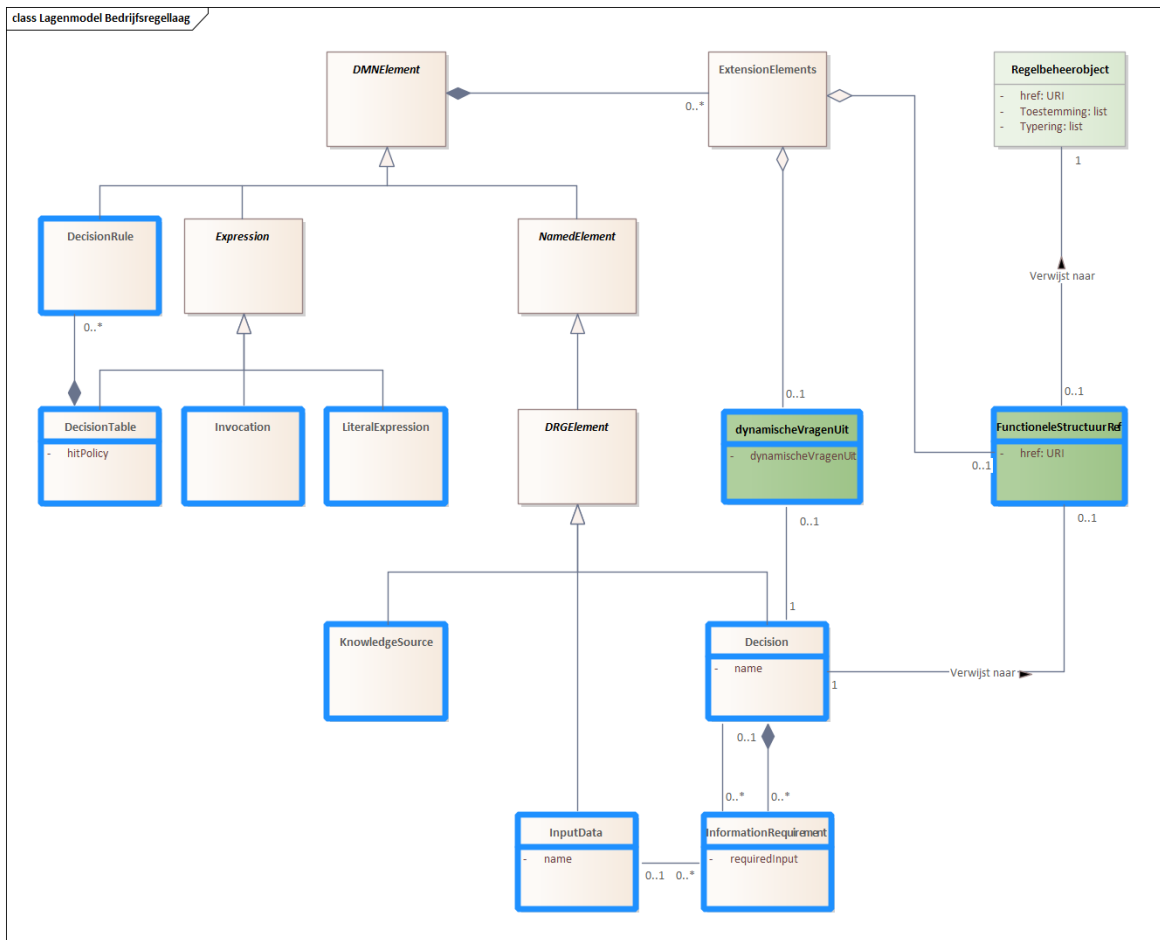 class Lagenmodel Bedrijfsregellaag
DMNElement
ExtensionElements
Regelbeheerobject
- href: URI
- Toestemming: list
- Typering: list
0..*
1
DecisionRule
Expression
NamedElement
Verwijst naar
0..*
0..1
0..1
DecisionTable
- hitPolicy
Invocation
LiteralExpression
DRGElement
dynamischeVragenUit
- dynamischeVragenUit
FunctioneleStructuurRef
- href: URI
0..1
0..1
0..1
1
KnowledgeSource
Decision
- name
1
Verwijst naar
0..1
0..*
0..*
InputData
- name
InformationRequirement
- requiredInput
0..1
0..*